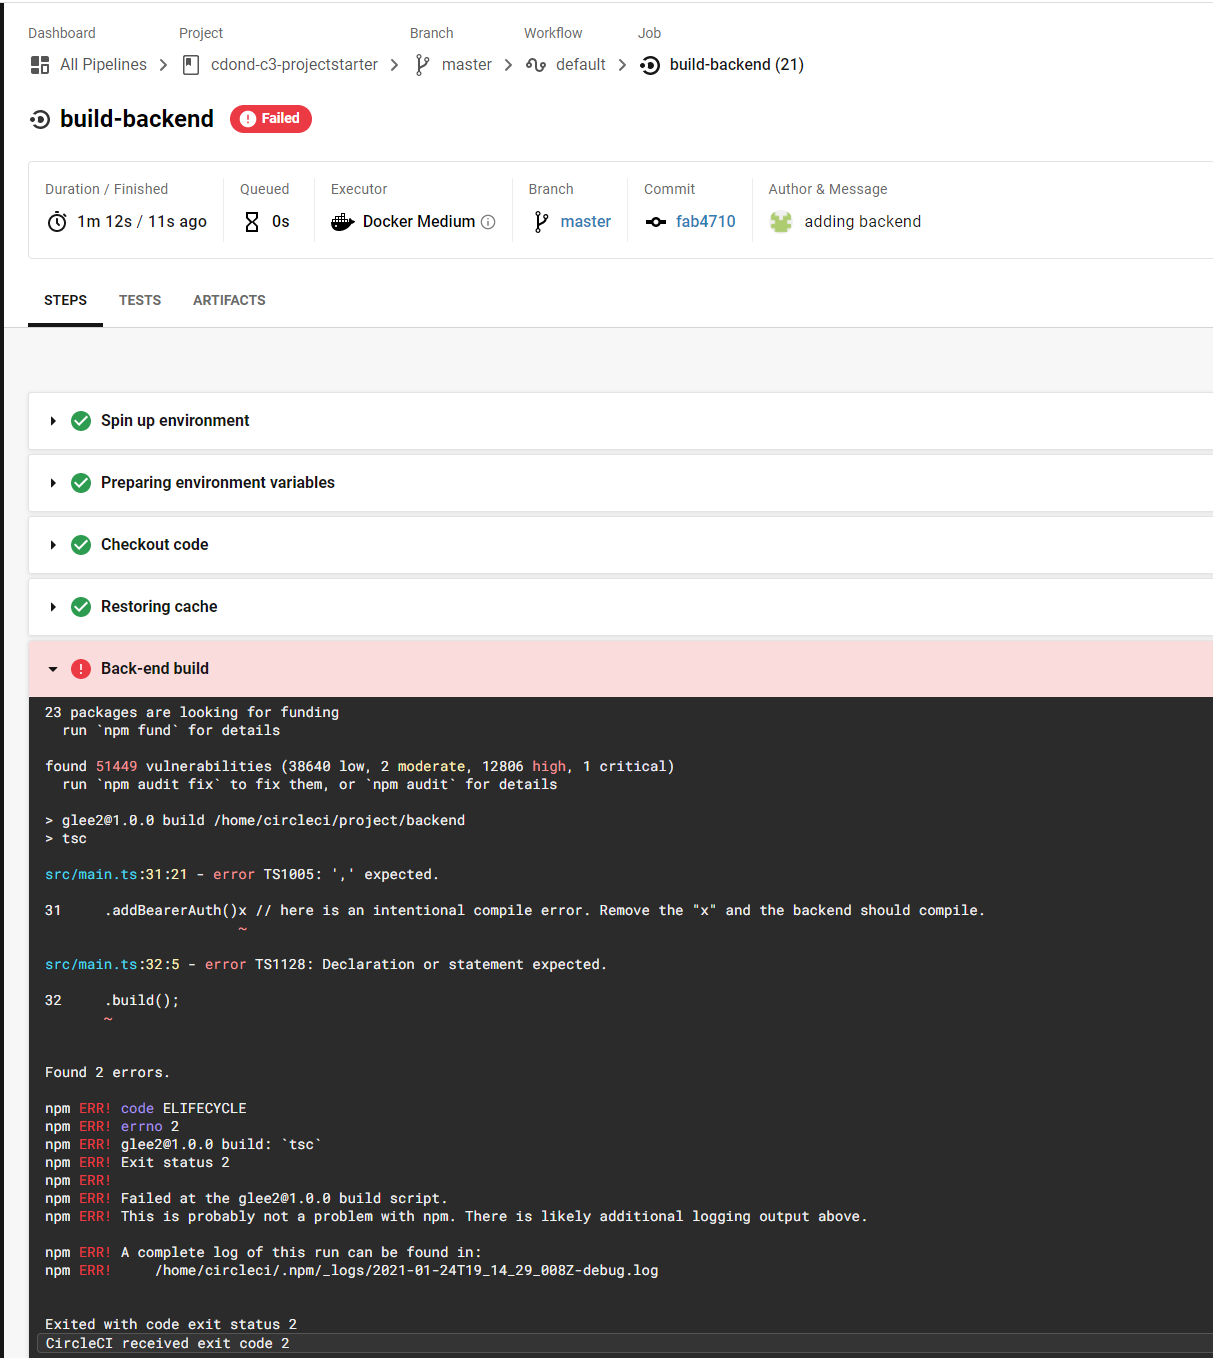 Dashboard Project Branch Workflow Job
All Pipelines cdond-c3-projectstarter master default build-backend (21)
build-backend Failed
Duration / Finished Queued Executor Branch Commit Author & Message
1m 12s / 11s ago 0s Docker Medium master fab4710 adding backend
STEPS TESTS ARTIFACTS
Spin up environment
Preparing environment variables
Checkout code
Restoring cache
Back-end build
23 packages are looking for funding
  run `npm fund` for details
found 51449 vulnerabilities (38640 low, 2 moderate, 12806 high, 1 critical)
  run `npm audit fix` to fix them, or `npm audit` for details
> glee2@1.0.0 build /home/circleci/project/backend
> tsc
src/main.ts:31:21 - error TS1005: ',' expected.
31     .addBearerAuth()x // here is an intentional compile error. Remove the "x" and the backend should compile.
~
src/main.ts:32:5 - error TS1128: Declaration or statement expected.
32     .build();
~
Found 2 errors.
npm ERR! code ELIFECYCLE
npm ERR! errno 2
npm ERR! glee2@1.0.0 build: `tsc`
npm ERR! Exit status 2
npm ERR!
npm ERR! Failed at the glee2@1.0.0 build script.
npm ERR! This is probably not a problem with npm. There is likely additional logging output above.
npm ERR! A complete log of this run can be found in:
npm ERR!     /home/circleci/.npm/_logs/2021-01-24T19_14_29_008Z-debug.log
Exited with code exit status 2
CircleCI received exit code 2